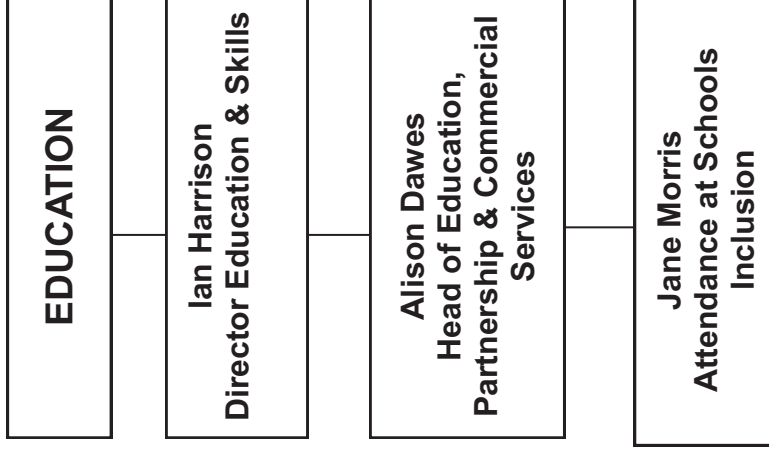 EDUCATION
Ian Harrison
Director Education & Skills
Alison Dawes
Head of Education,
Partnership & Commercial
Services
Jane Morris
Attendance at Schools
Inclusion